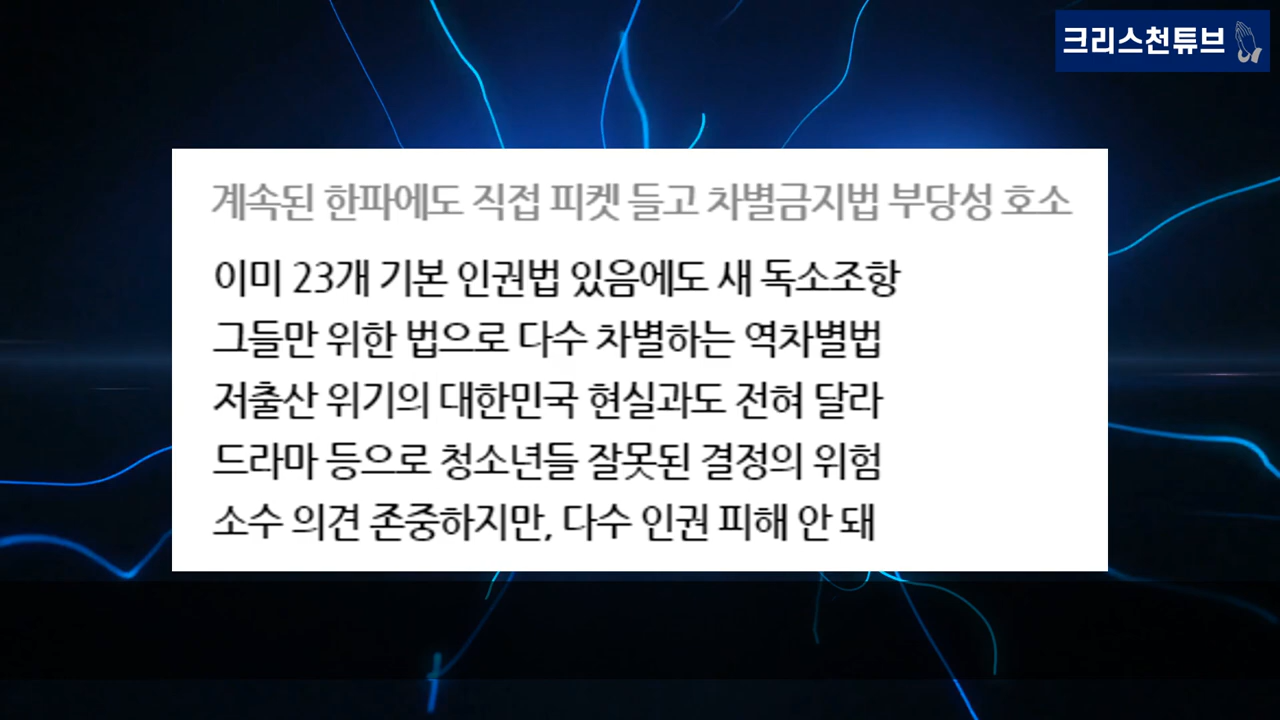 크리스천튜브
계속된 한파에도 직접 피켓 들고 차별금지법 부당성 호소
이미 23개 기본 인권법 있음에도 새 독소조항
그들만 위한 법으로 다수 차별하는 역차별법
저출산 위기의 대한민국 현실과도 전혀 달라
드라마 등으로 청소년들 잘못된 결정의 위험
소수 의견 존중하지만, 다수 인권 피해 안 돼